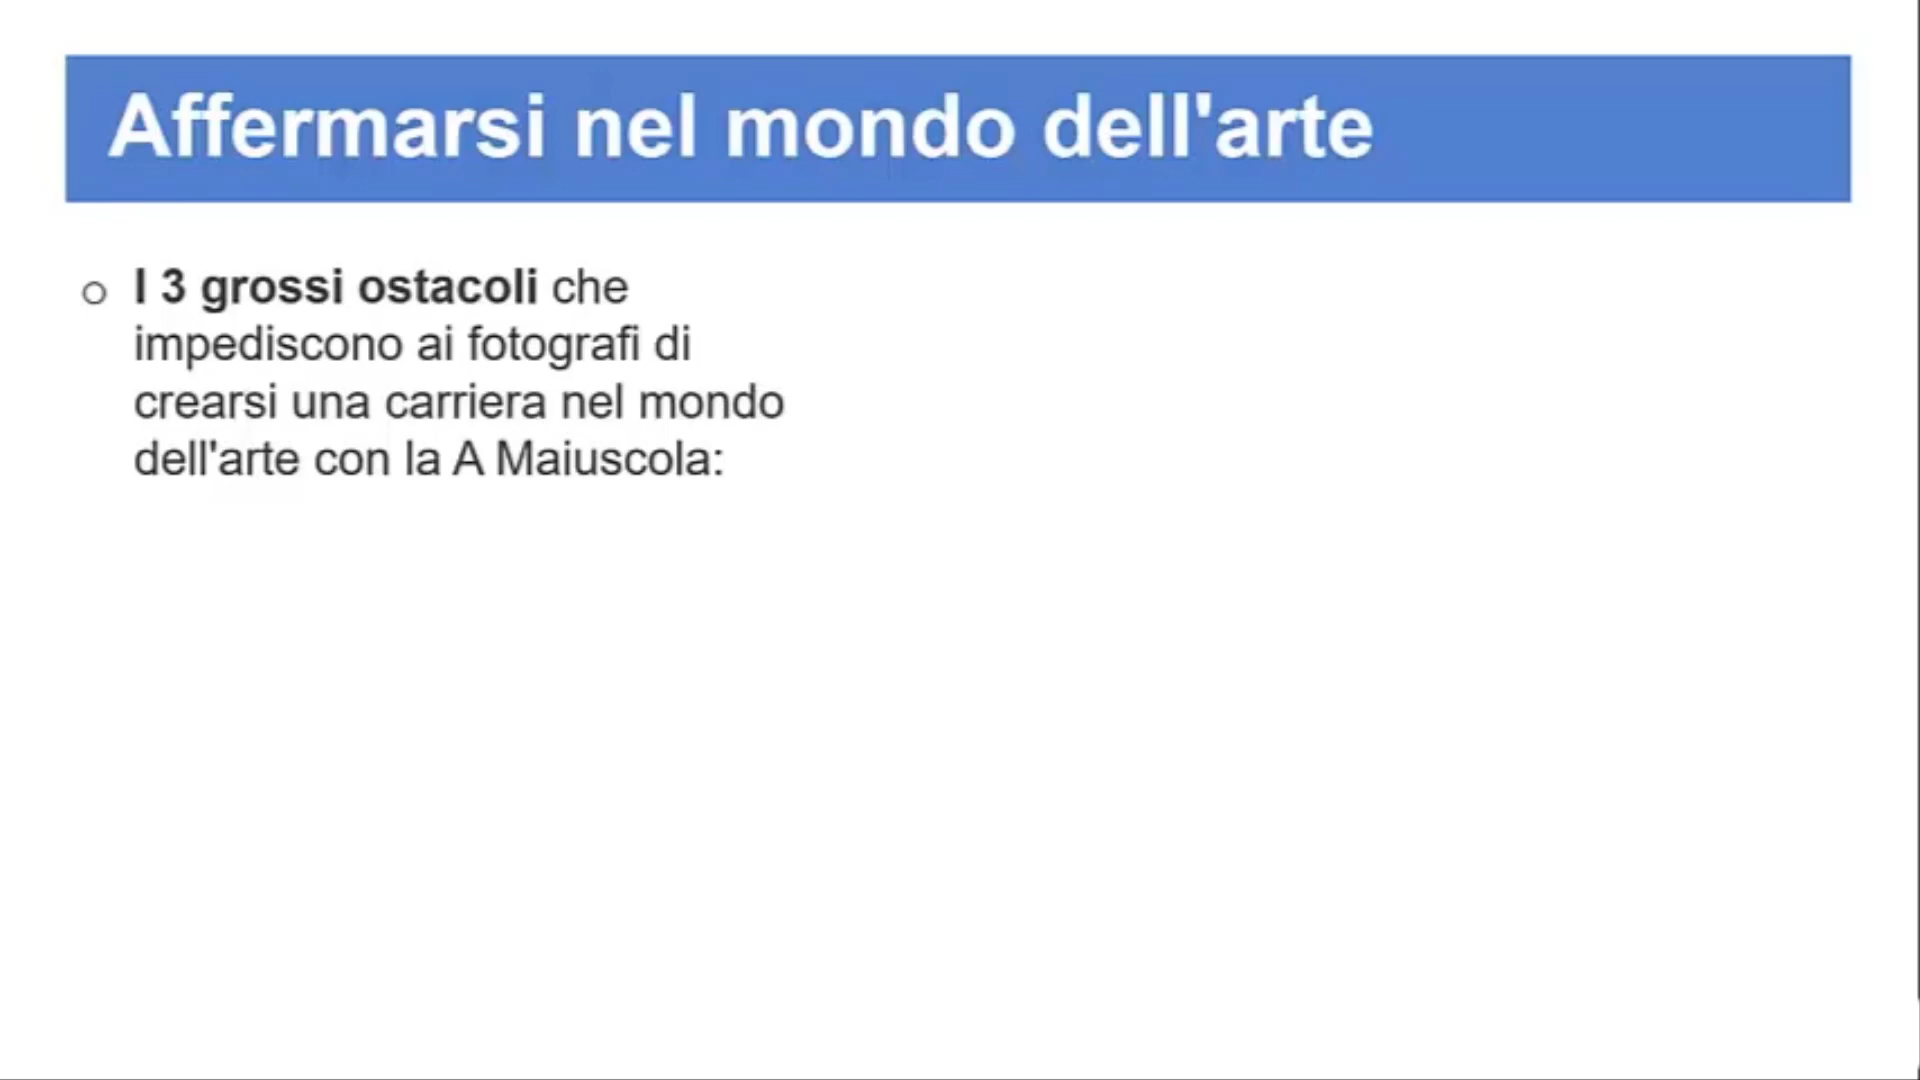 Affermarsi nel mondo dell'arte
I 3 grossi ostacoli che
impediscono ai fotografi di
crearsi una carriera nel mondo
dell'arte con la A Maiuscola: